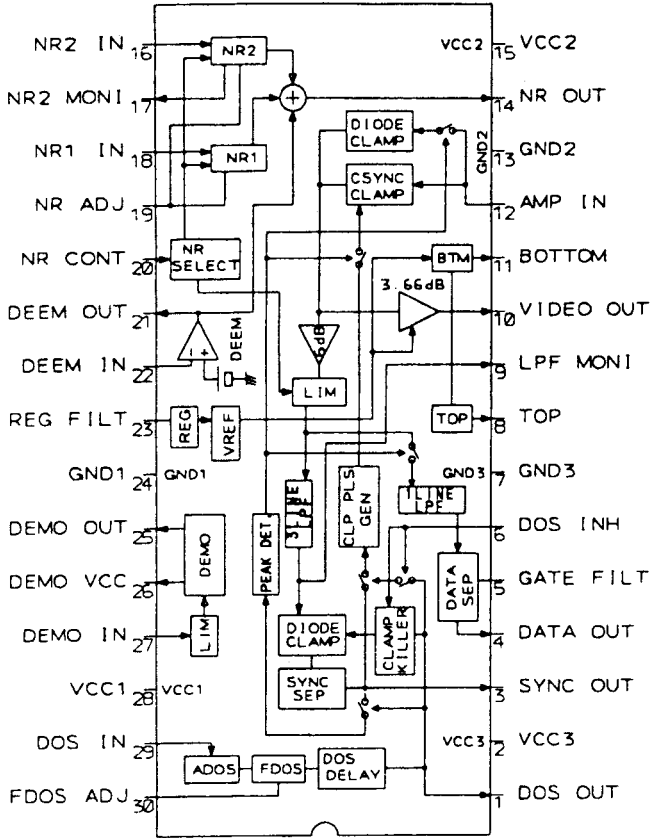 NR2 IN 16 NR2 VCC2 15 VCC2
NR2 MONI 17 + 14 NR OUT
DIODE CLAMP
NR1 IN 18 NR1 GND2 13 GND2
CSYNC CLAMP
NR ADJ 19 12 AMP IN
NR CONT 20 NR SELECT BTM 11 BOTTOM
3.66dB
DEEM OUT 21 10 VIDEO OUT
6dB
DEEM IN 22 - + DEEM 9 LPF MONI
LIM
REG FILT 23 REG VREF TOP 8 TOP
GND1 24 GND1 GND3 7 GND3
3LINE LPF CLP PLS GEN 1LINE LPF
DEMO OUT 25 DEMO PEAK DET. 6 DOS INH
DEMO VCC 26 DATA SEP 5 GATE FILT
DEMO IN 27 LIM DIODE CLAMP CLAMP KILLER 4 DATA OUT
VCC1 28 VCC1 SYNC SEP 3 SYNC OUT
DOS IN 29 VCC3 2 VCC3
ADOS FDOS DOS DELAY
FDOS ADJ 30 1 DOS OUT